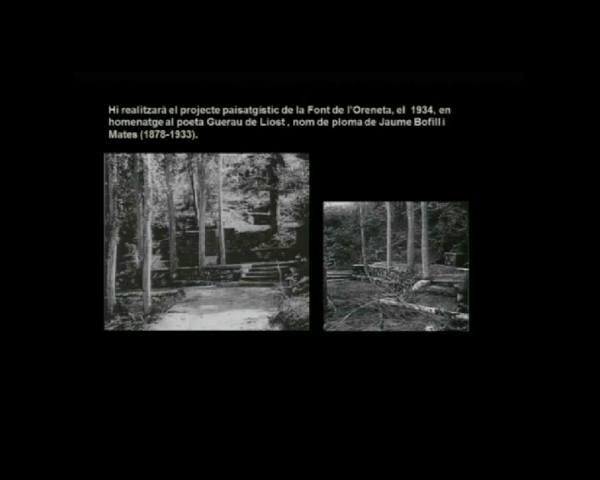 Hi realitzarà el projecte paisatgístic de la Font de l'Oreneta, el 1934, en
homenatge al poeta Guerau de Liost , nom de ploma de Jaume Bofill i
Mates (1878-1933).